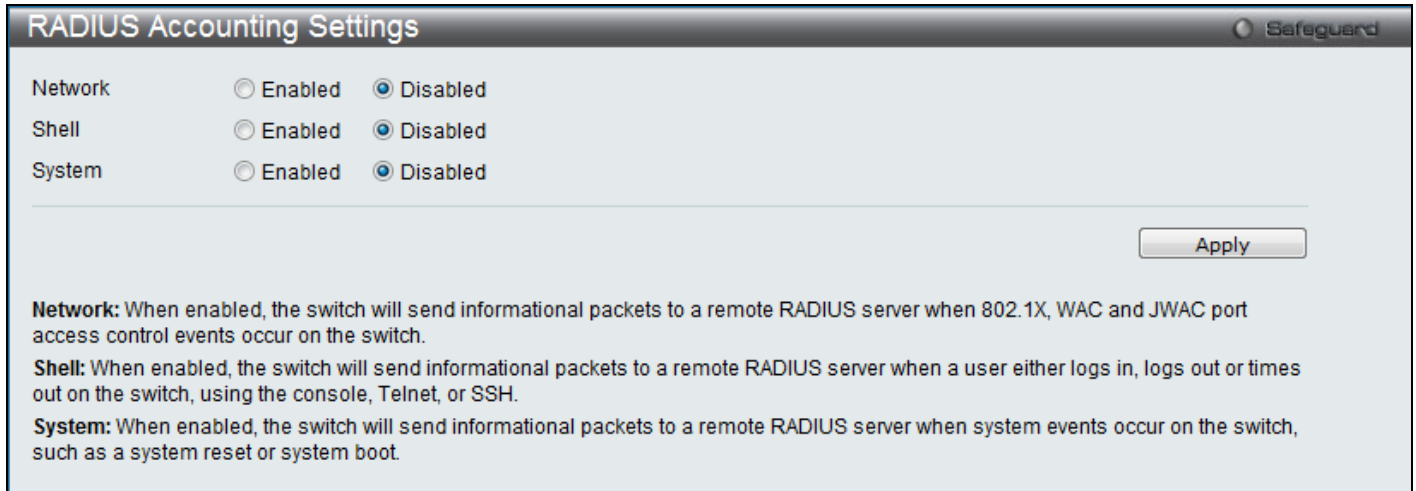 RADIUS Accounting Settings
Safeguard
Network Enabled Disabled
Shell Enabled Disabled
System Enabled Disabled
Apply
Network: When enabled, the switch will send informational packets to a remote RADIUS server when 802.1X, WAC and JWAC port
access control events occur on the switch.
Shell: When enabled, the switch will send informational packets to a remote RADIUS server when a user either logs in, logs out or times
out on the switch, using the console, Telnet, or SSH.
System: When enabled, the switch will send informational packets to a remote RADIUS server when system events occur on the switch,
such as a system reset or system boot.